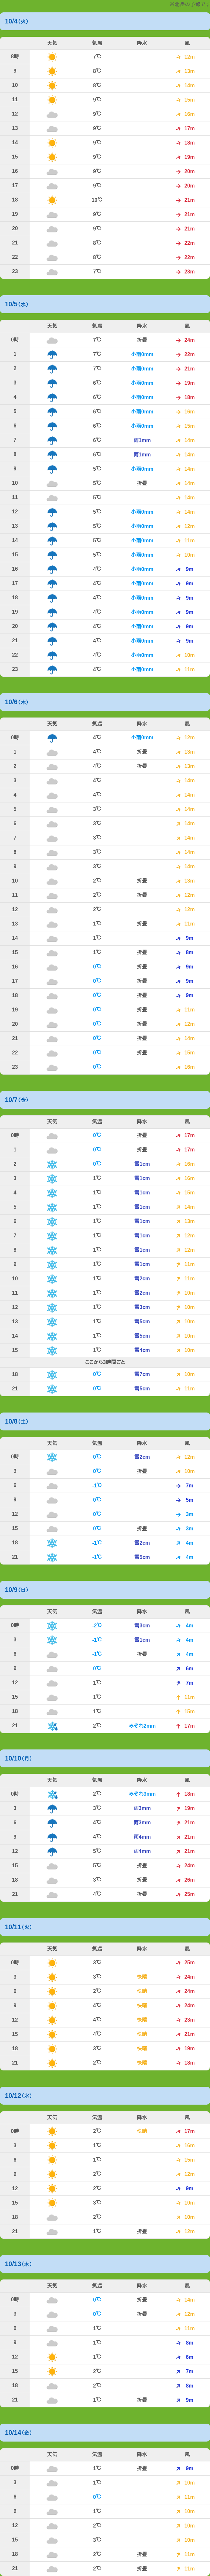 の予報です
10/4(火)
天気 気温 降水 風
8時 7℃ 12m
9 8℃ 13m
10 8℃ 14m
11 9℃ 15m
12 9℃ 16m
13 9℃ 17m
14 9℃ 18m
15 9℃ 19m
16 9℃ 20m
17 9℃ 20m
18 10℃ 21m
19 9℃ 21m
20 9℃ 21m
21 8℃ 22m
22 8℃ 22m
23 7℃ 23m
10/5(水)
天気 気温 降水 風
0時 7℃ 折畳 24m
1 7℃ 小雨0mm 22m
2 7℃ 小雨0mm 21m
3 6℃ 小雨0mm 19m
4 6℃ 小雨0mm 18m
5 6℃ 小雨0mm 16m
6 6℃ 小雨0mm 15m
7 6℃ 雨1mm 14m
8 6℃ 雨1mm 14m
9 5℃ 小雨0mm 14m
10 5℃ 折畳 14m
11 5℃ 14m
12 5℃ 小雨0mm 14m
13 5℃ 小雨0mm 12m
14 5℃ 小雨0mm 11m
15 5℃ 小雨0mm 10m
16 4℃ 小雨0mm 9m
17 4℃ 小雨0mm 9m
18 4℃ 小雨0mm 9m
19 4℃ 小雨0mm 9m
20 4℃ 小雨0mm 9m
21 4℃ 小雨0mm 9m
22 4℃ 小雨0mm 10m
23 4℃ 小雨0mm 11m
10/6(木)
天気 気温 降水 風
0時 4℃ 小雨0mm 12m
1 4℃ 折畳 13m
2 4℃ 折畳 13m
3 4℃ 14m
4 4℃ 14m
5 3℃ 14m
6 3℃ 14m
7 3℃ 14m
8 3℃ 14m
9 3℃ 14m
10 2℃ 折畳 13m
11 2℃ 折畳 12m
12 2℃ 12m
13 1℃ 折畳 11m
14 1℃ 9m
15 1℃ 折畳 8m
16 0℃ 折畳 9m
17 0℃ 折畳 9m
18 0℃ 折畳 9m
19 0℃ 折畳 11m
20 0℃ 折畳 12m
21 0℃ 折畳 14m
22 0℃ 折畳 15m
23 0℃ 16m
10/7(金)
天気 気温 降水 風
0時 0℃ 折畳 17m
1 0℃ 折畳 17m
2 0℃ 雪1cm 16m
3 1℃ 雪1cm 16m
4 1℃ 雪1cm 15m
5 1℃ 雪1cm 14m
6 1℃ 雪1cm 13m
7 1℃ 雪1cm 12m
8 1℃ 雪1cm 12m
9 1℃ 雪1cm 11m
10 1℃ 雪2cm 11m
11 1℃ 雪2cm 10m
12 1℃ 雪3cm 10m
13 1℃ 雪5cm 10m
14 1℃ 雪5cm 10m
15 1℃ 雪4cm 10m
ここから3時間ごと
18 0℃ 雪7cm 10m
21 0℃ 雪5cm 11m
10/8(土)
天気 気温 降水 風
0時 0℃ 雪2cm 12m
3 0℃ 折畳 10m
6 -1℃ 7m
9 0℃ 5m
12 0℃ 3m
15 0℃ 折畳 3m
18 -1℃ 雪2cm 4m
21 -1℃ 雪5cm 4m
10/9(日)
天気 気温 降水 風
0時 -2℃ 雪3cm 4m
3 -1℃ 雪1cm 4m
6 -1℃ 折畳 4m
9 0℃ 6m
12 1℃ 7m
15 1℃ 11m
18 1℃ 15m
21 2℃ みぞれ2mm 17m
10/10(月)
天気 気温 降水 風
0時 2℃ みぞれ3mm 18m
3 3℃ 雨3mm 19m
6 4℃ 雨3mm 21m
9 4℃ 雨4mm 21m
12 5℃ 雨4mm 21m
15 5℃ 折畳 24m
18 3℃ 折畳 26m
21 4℃ 折畳 25m
10/11(火)
天気 気温 降水 風
0時 3℃ 25m
3 3℃ 快晴 24m
6 2℃ 快晴 24m
9 4℃ 快晴 24m
12 4℃ 快晴 23m
15 4℃ 快晴 21m
18 3℃ 快晴 19m
21 2℃ 快晴 18m
10/12(水)
天気 気温 降水 風
0時 2℃ 快晴 17m
3 1℃ 16m
6 1℃ 15m
9 2℃ 12m
12 2℃ 9m
15 3℃ 10m
18 2℃ 10m
21 1℃ 折畳 12m
10/13(木)
天気 気温 降水 風
0時 0℃ 折畳 14m
3 0℃ 折畳 12m
6 1℃ 11m
9 1℃ 8m
12 1℃ 6m
15 2℃ 7m
18 2℃ 8m
21 1℃ 折畳 9m
10/14(金)
天気 気温 降水 風
0時 1℃ 折畳 9m
3 1℃ 10m
6 0℃ 11m
9 1℃ 10m
12 2℃ 10m
15 3℃ 10m
18 2℃ 折畳 11m
21 2℃ 折畳 11m